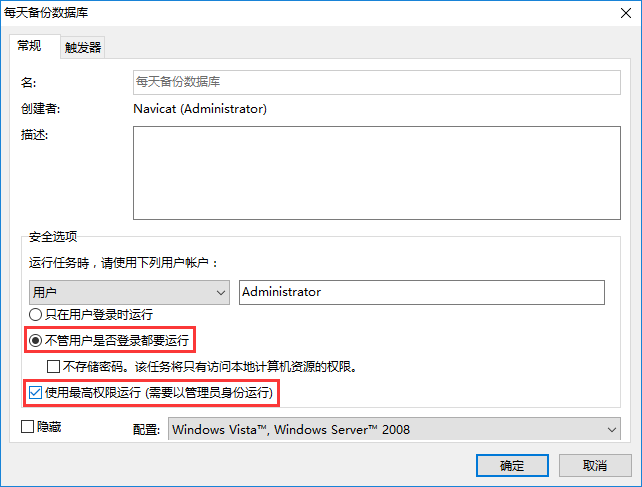 每天备份数据库
常规 触发器
名: 每天备份数据库
创建者: Navicat (Administrator)
描述:
安全选项
运行任务時，请使用下列用户帐户：
用户 Administrator
只在用户登录时运行
不管用户是否登录都要运行
不存储密码。该任务将只有访问本地计算机资源的权限。
使用最高权限运行 (需要以管理员身份运行)
隐藏 配置: Windows Vista™, Windows Server™ 2008
确定 取消